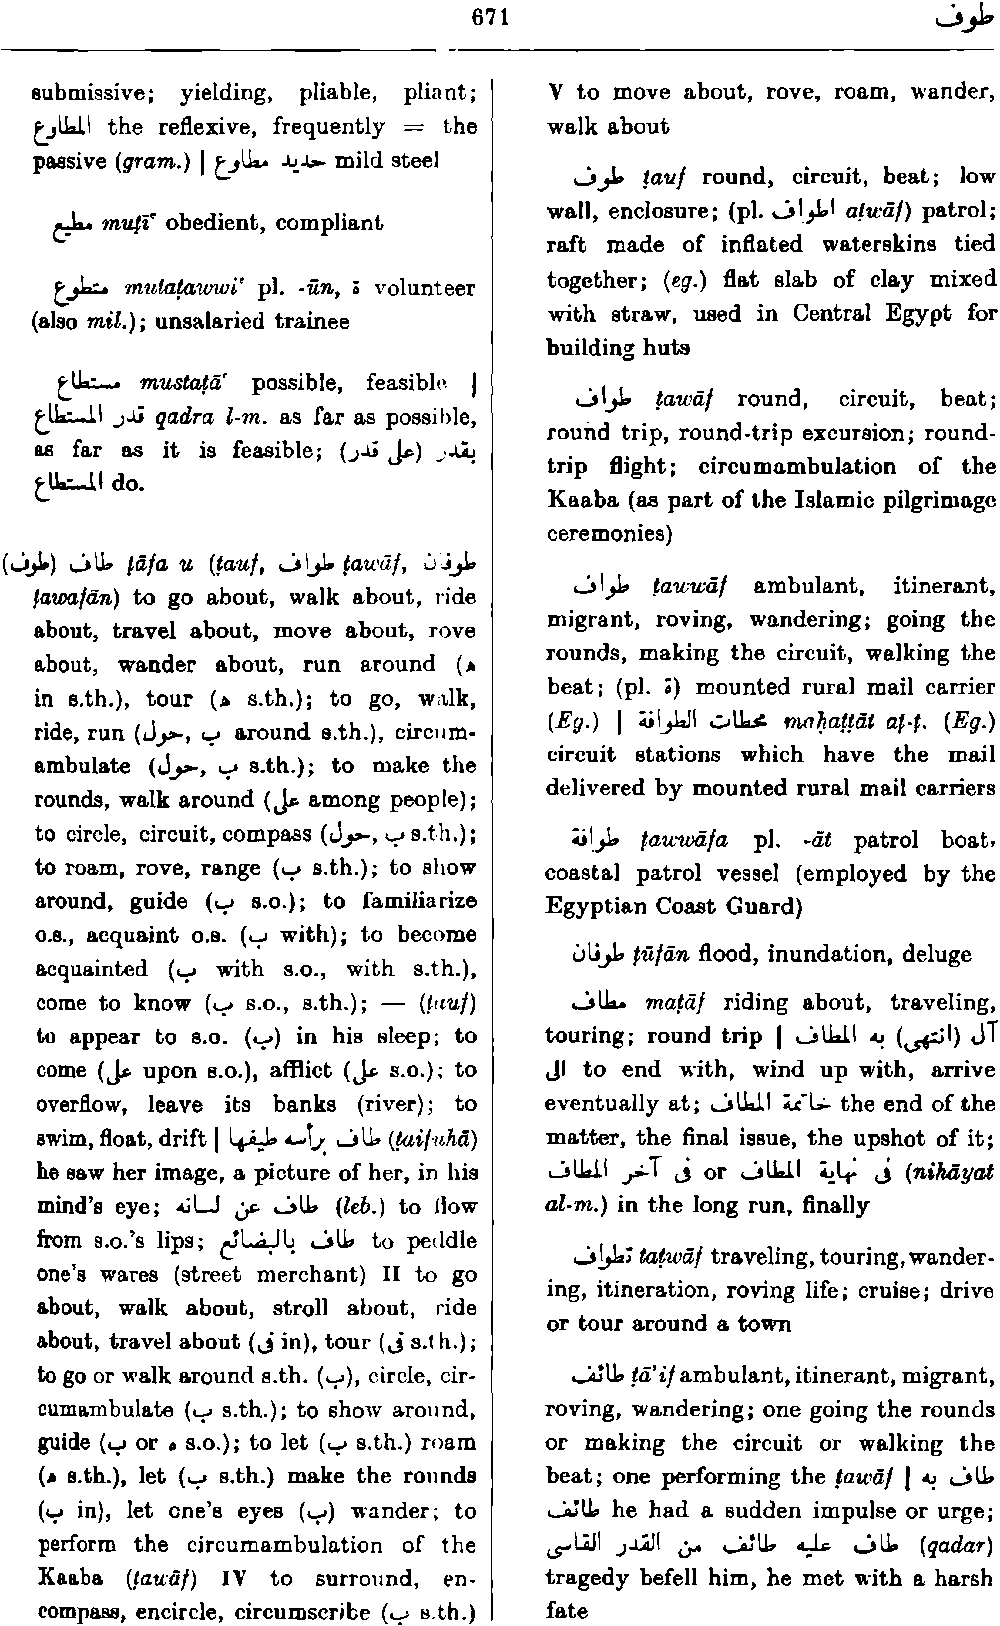 671
طوف
submissive; yielding, pliable, pliant;
المطاوع the reflexive, frequently = the
passive (gram.) | حديد مطاوع mild steel
مطيع muṭīʿ obedient, compliant
متطوع mutaṭawwiʿ pl. -ūn, ة volunteer
(also mil.); unsalaried trainee
مستطاع mustaṭāʿ possible, feasible |
قدر المستطاع qadra l-m. as far as possible,
as far as it is feasible; بقدر (على قدر)
المستطاع do.
(طوف) طاف ṭāfa u (ṭauf, طواف ṭawāf, طوفان
ṭawafān) to go about, walk about, ride
about, travel about, move about, rove
about, wander about, run around (ه
in s.th.), tour (ه s.th.); to go, walk,
ride, run (حول, ب around s.th.), circum-
ambulate (حول, ب s.th.); to make the
rounds, walk around (على among people);
to circle, circuit, compass (حول, ب s.th.);
to roam, rove, range (ب s.th.); to show
around, guide (ب s.o.); to familiarize
o.s., acquaint o.s. (ب with); to become
acquainted (ب with s.o., with s.th.),
come to know (ب s.o., s.th.); — (ṭauf)
to appear to s.o. (ب) in his sleep; to
come (على upon s.o.), afflict (على s.o.); to
overflow, leave its banks (river); to
swim, float, drift | طاف برأسه طيفها (ṭaifuhā)
he saw her image, a picture of her, in his
mind's eye; طاف عن لسانه (leb.) to flow
from s.o.'s lips; طاف بالبضائع to peddle
one's wares (street merchant) II to go
about, walk about, stroll about, ride
about, travel about (فى in), tour (فى s.th.);
to go or walk around s.th. (ب), circle, cir-
cumambulate (ب s.th.); to show around,
guide (ب or ه s.o.); to let (ب s.th.) roam
(ه s.th.), let (ب s.th.) make the rounds
(ب in), let one's eyes (ب) wander; to
perform the circumambulation of the
Kaaba (ṭawāf) IV to surround, en-
compass, encircle, circumscribe (ب s.th.)
V to move about, rove, roam, wander,
walk about
طوف ṭauf round, circuit, beat; low
wall, enclosure; (pl. اطواف aṭwāf) patrol;
raft made of inflated waterskins tied
together; (eg.) flat slab of clay mixed
with straw, used in Central Egypt for
building huts
طواف ṭawāf round, circuit, beat;
round trip, round-trip excursion; round-
trip flight; circumambulation of the
Kaaba (as part of the Islamic pilgrimage
ceremonies)
طواف ṭawwāf ambulant, itinerant,
migrant, roving, wandering; going the
rounds, making the circuit, walking the
beat; (pl. ة) mounted rural mail carrier
(Eg.) | محطات الطوافة maḥaṭṭāt aṭ-ṭ. (Eg.)
circuit stations which have the mail
delivered by mounted rural mail carriers
طوافة ṭawwāfa pl. -āt patrol boat,
coastal patrol vessel (employed by the
Egyptian Coast Guard)
طوفان ṭūfān flood, inundation, deluge
مطاف maṭāf riding about, traveling,
touring; round trip | آل (انتهى) به المطاف
الى to end with, wind up with, arrive
eventually at; خاتمة المطاف the end of the
matter, the final issue, the upshot of it;
فى آخر المطاف or فى نهاية المطاف (nihāyat
al-m.) in the long run, finally
تطواف taṭwāf traveling, touring, wander-
ing, itineration, roving life; cruise; drive
or tour around a town
طائف ṭā'if ambulant, itinerant, migrant,
roving, wandering; one going the rounds
or making the circuit or walking the
beat; one performing the ṭawāf | طاف به
طائف he had a sudden impulse or urge;
طاف عليه طائف من القدر القاسى (qadar)
tragedy befell him, he met with a harsh
fate